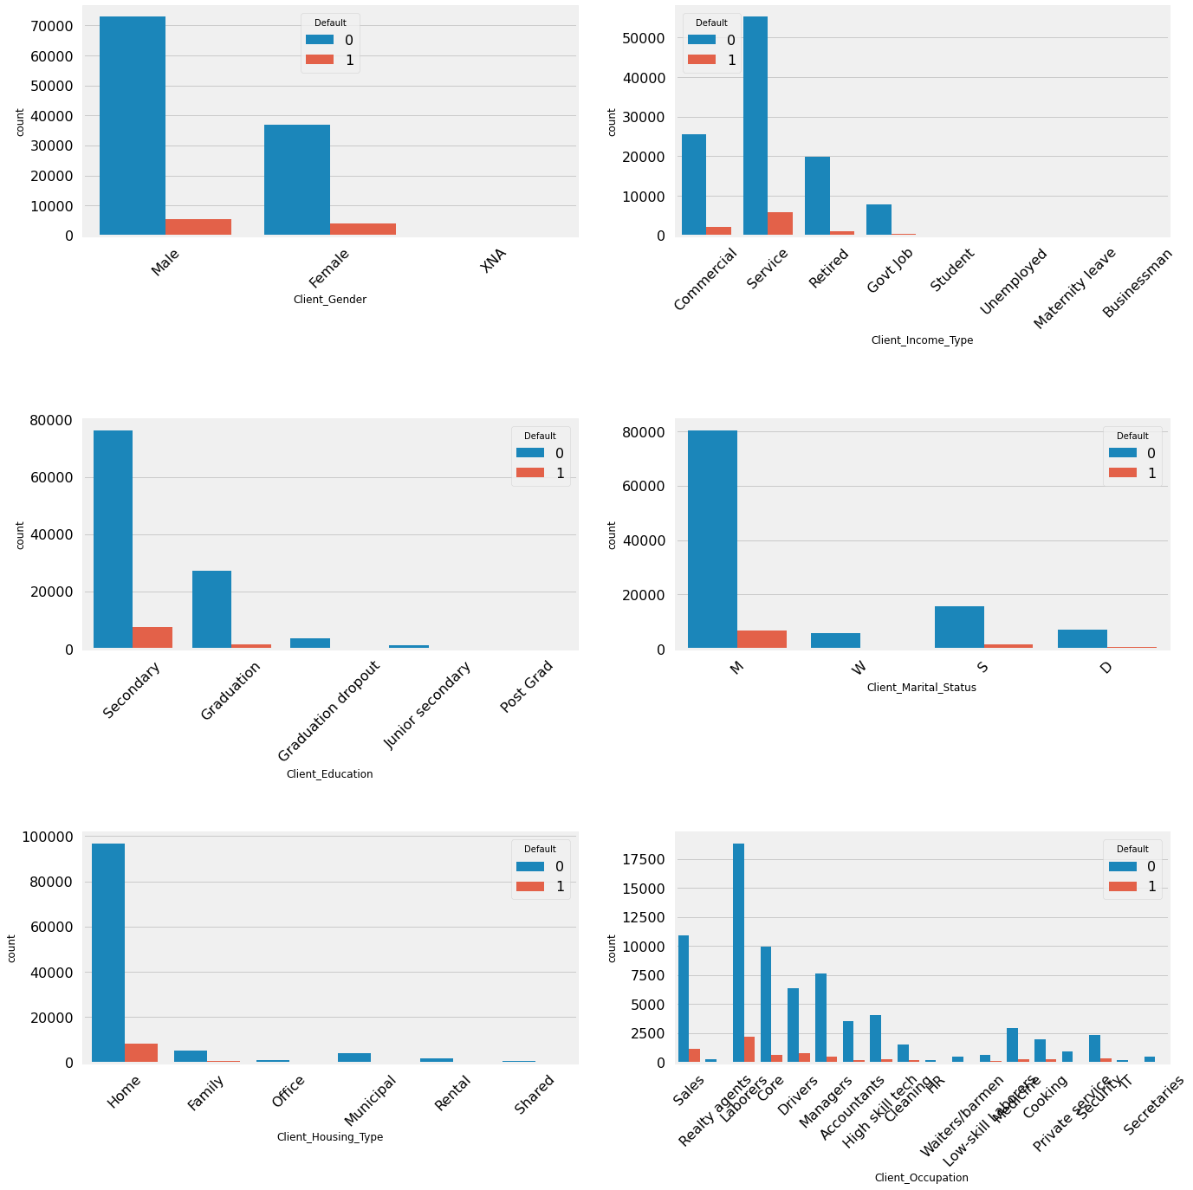 70000
60000
50000
40000
30000
20000
10000
0
count
Default
0
1
Male
Female
XNA
Client_Gender
50000
40000
30000
20000
10000
0
count
Default
0
1
Commercial
Service
Retired
Govt Job
Student
Unemployed
Maternity leave
Businessman
Client_Income_Type
80000
60000
40000
20000
0
count
Default
0
1
Secondary
Graduation
Graduation dropout
Junior secondary
Post Grad
Client_Education
80000
60000
40000
20000
0
count
Default
0
1
M
W
S
D
Client_Marital_Status
100000
80000
60000
40000
20000
0
count
Default
0
1
Home
Family
Office
Municipal
Rental
Shared
Client_Housing_Type
17500
15000
12500
10000
7500
5000
2500
0
count
Default
0
1
Sales
Realty agents
Laborers
Core
Drivers
Managers
Accountants
High skill tech
Cleaning
HR
Waiters/barmen
Low-skill Laborers
Medicine
Cooking
Private service
Security
IT
Secretaries
Client_Occupation